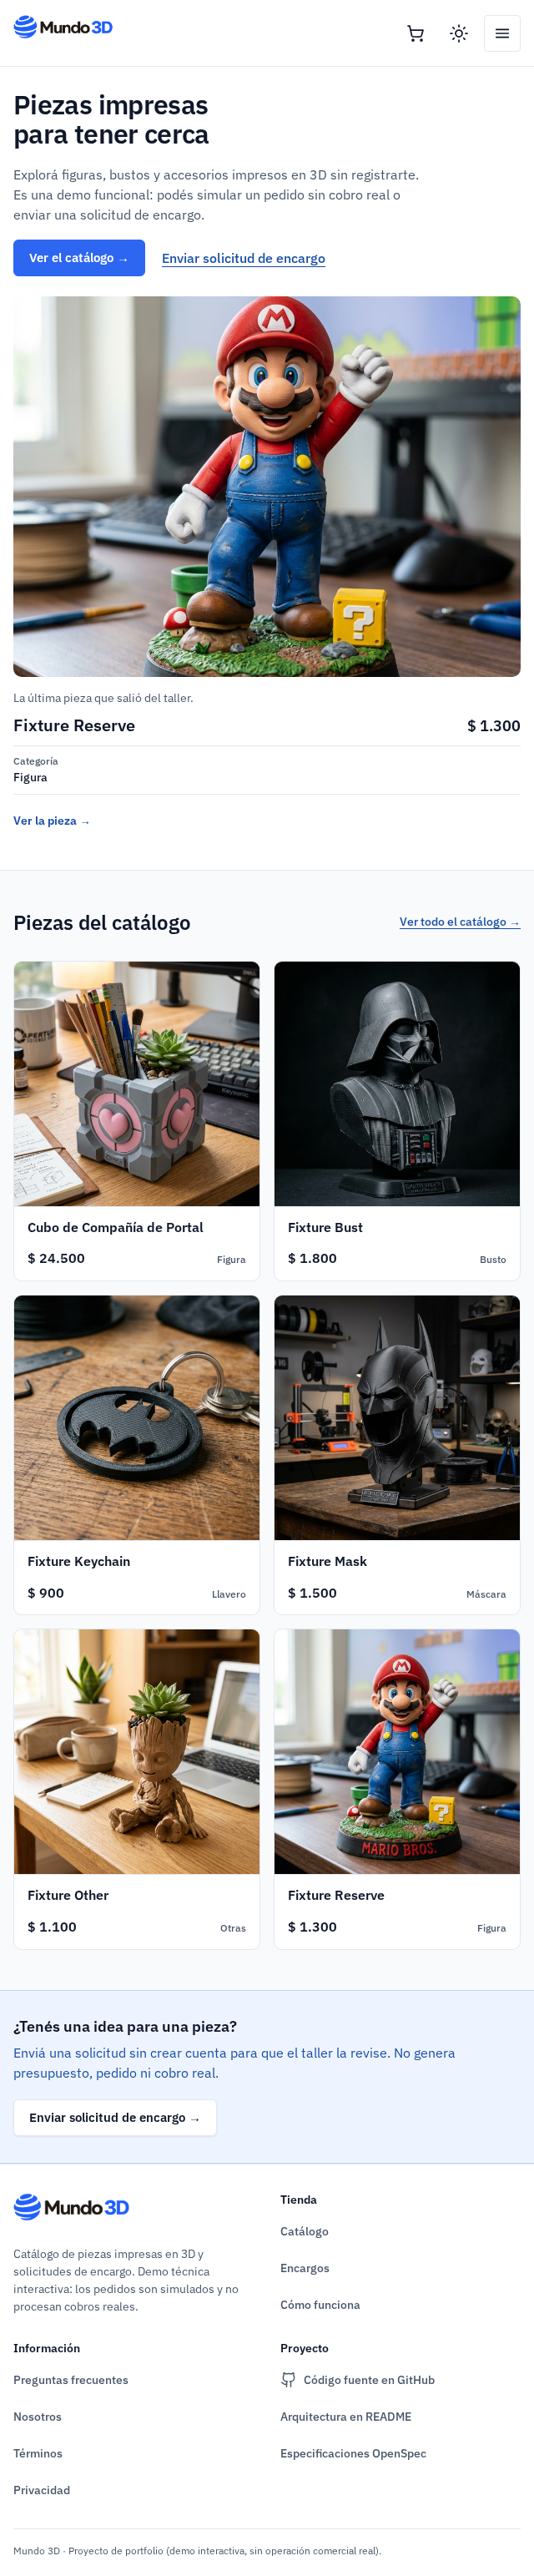 Mundo3D
Piezas impresas
para tener cerca
Explorá figuras, bustos y accesorios impresos en 3D sin registrarte.
Es una demo funcional: podés simular un pedido sin cobro real o
enviar una solicitud de encargo.
Ver el catálogo →
Enviar solicitud de encargo
M
?
La última pieza que salió del taller.
Fixture Reserve
$ 1.300
Categoría
Figura
Ver la pieza →
Piezas del catálogo
Ver todo el catálogo →
Cubo de Compañía de Portal
$ 24.500
Figura
Fixture Bust
$ 1.800
Busto
Fixture Keychain
$ 900
Llavero
Fixture Mask
$ 1.500
Máscara
M
?
MARIO BROS.
Fixture Other
$ 1.100
Otras
Fixture Reserve
$ 1.300
Figura
¿Tenés una idea para una pieza?
Enviá una solicitud sin crear cuenta para que el taller la revise. No genera
presupuesto, pedido ni cobro real.
Enviar solicitud de encargo →
Mundo3D
Catálogo de piezas impresas en 3D y
solicitudes de encargo. Demo técnica
interactiva: los pedidos son simulados y no
procesan cobros reales.
Tienda
Catálogo
Encargos
Cómo funciona
Información
Preguntas frecuentes
Nosotros
Términos
Privacidad
Proyecto
Código fuente en GitHub
Arquitectura en README
Especificaciones OpenSpec
Mundo 3D · Proyecto de portfolio (demo interactiva, sin operación comercial real).